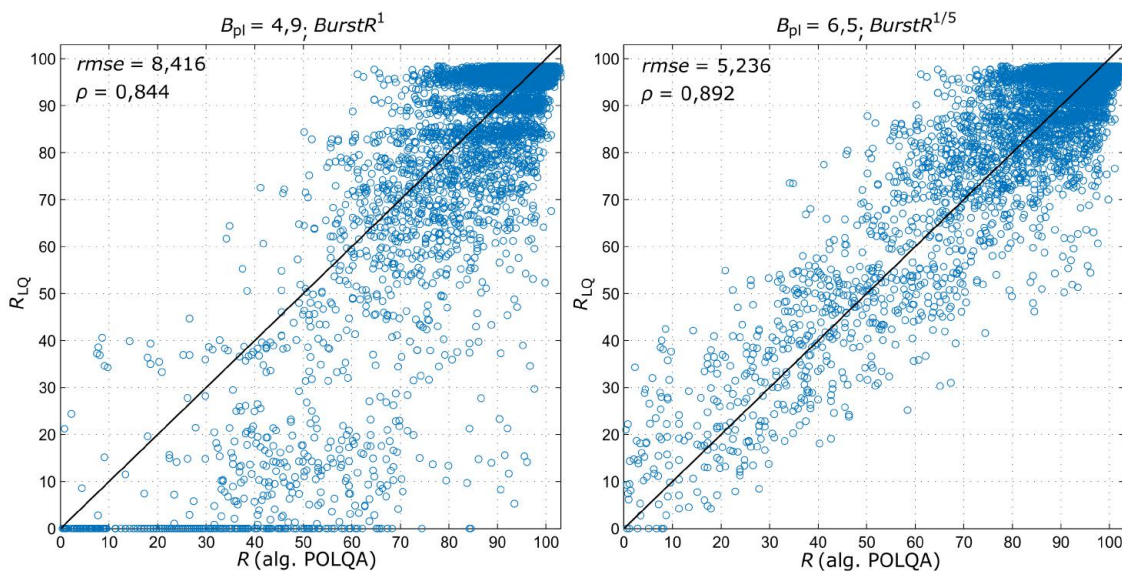 B_pl = 4,9; BurstR^1
rmse = 8,416
ρ = 0,844
R_LQ
100
90
80
70
60
50
40
30
20
10
0
0 10 20 30 40 50 60 70 80 90 100
R (alg. POLQA)
B_pl = 6,5; BurstR^1/5
rmse = 5,236
ρ = 0,892
R_LQ
100
90
80
70
60
50
40
30
20
10
0
0 10 20 30 40 50 60 70 80 90 100
R (alg. POLQA)